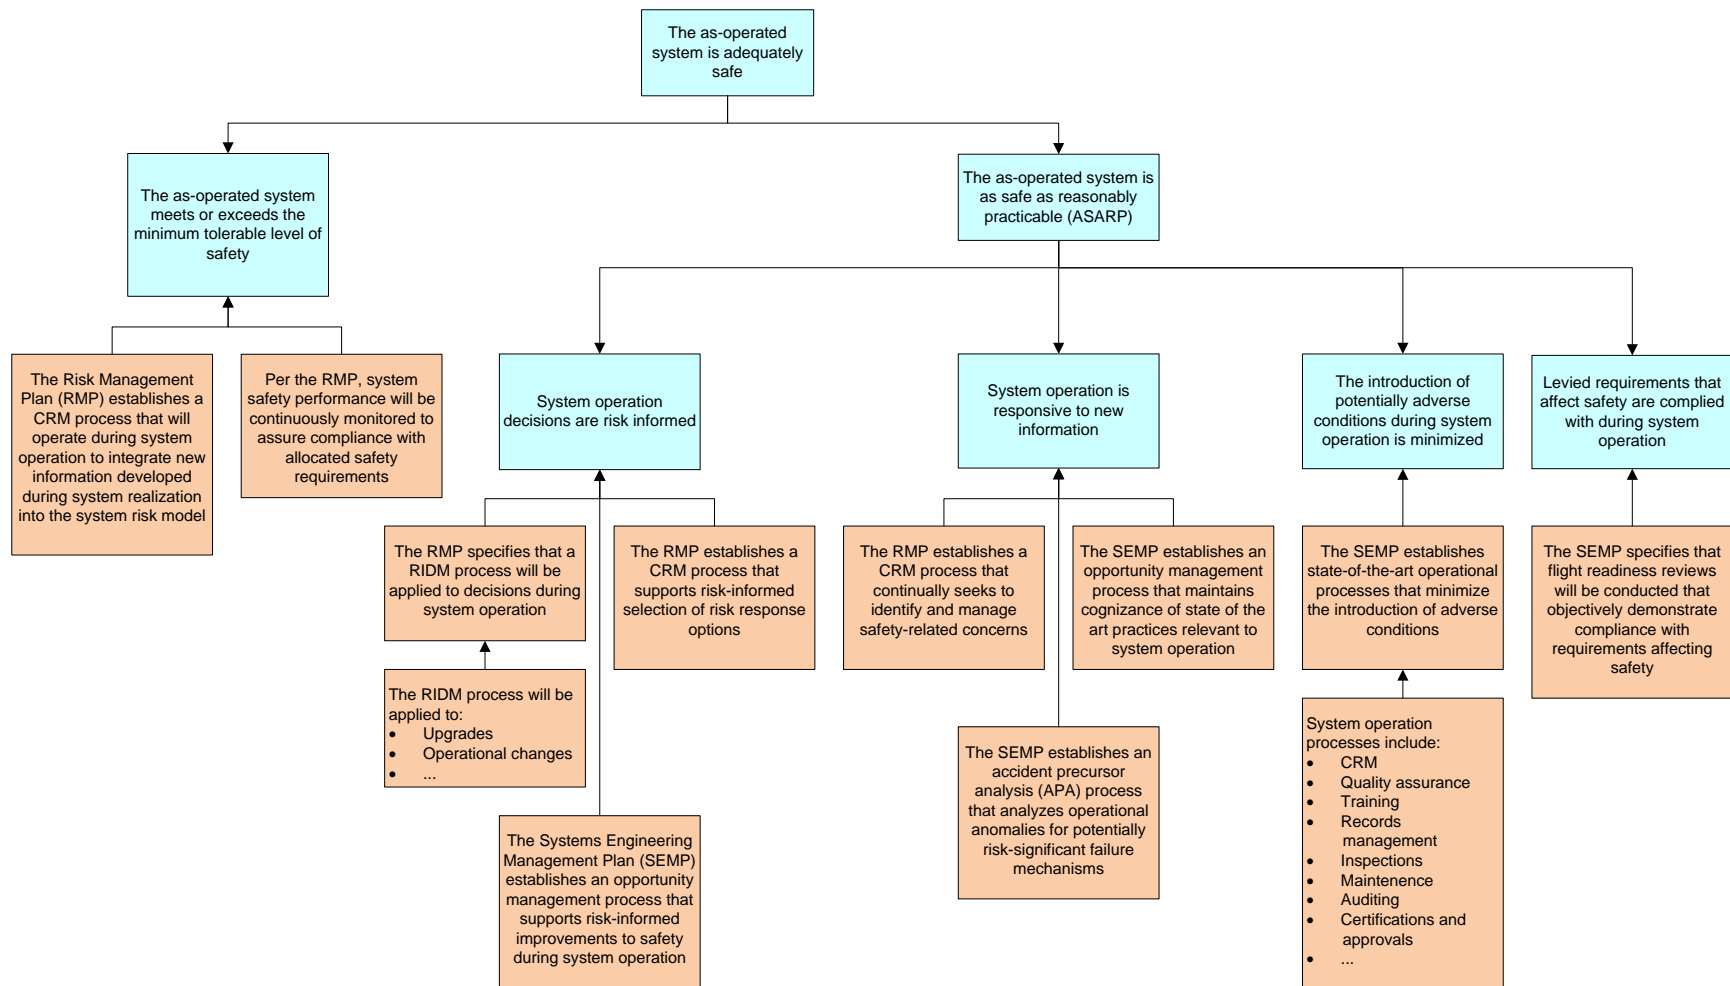 The as-operated
system is adequately
safe
The as-operated system
meets or exceeds the
minimum tolerable level of
safety
The as-operated system is
as safe as reasonably
practicable (ASARP)
The Risk Management
Plan (RMP) establishes a
CRM process that will
operate during system
operation to integrate new
information developed
during system realization
into the system risk model
Per the RMP, system
safety performance will be
continuously monitored to
assure compliance with
allocated safety
requirements
System operation
decisions are risk informed
System operation is
responsive to new
information
The introduction of
potentially adverse
conditions during system
operation is minimized
Levied requirements that
affect safety are complied
with during system
operation
The RMP specifies that a
RIDM process will be
applied to decisions during
system operation
The RMP establishes a
CRM process that
supports risk-informed
selection of risk response
options
The RMP establishes a
CRM process that
continually seeks to
identify and manage
safety-related concerns
The SEMP establishes an
opportunity management
process that maintains
cognizance of state of the
art practices relevant to
system operation
The SEMP establishes
state-of-the-art operational
processes that minimize
the introduction of adverse
conditions
The SEMP specifies that
flight readiness reviews
will be conducted that
objectively demonstrate
compliance with
requirements affecting
safety
The RIDM process will be
applied to:
• Upgrades
• Operational changes
• ...
The SEMP establishes an
accident precursor
analysis (APA) process
that analyzes operational
anomalies for potentially
risk-significant failure
mechanisms
System operation
processes include:
• CRM
• Quality assurance
• Training
• Records
management
• Inspections
• Maintenence
• Auditing
• Certifications and
approvals
• ...
The Systems Engineering
Management Plan (SEMP)
establishes an opportunity
management process that
supports risk-informed
improvements to safety
during system operation